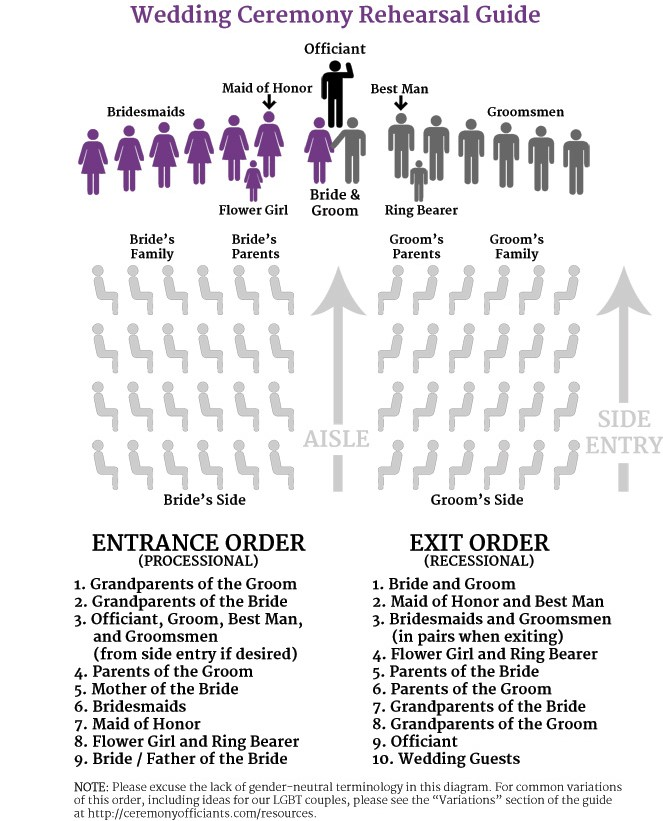 Wedding Ceremony Rehearsal Guide
Officiant
Maid of Honor
Best Man
Bridesmaids
Groomsmen
Flower Girl
Bride &
Groom
Ring Bearer
Bride's
Family
Bride's
Parents
Groom's
Parents
Groom's
Family
AISLE
SIDE
ENTRY
Bride's Side
Groom's Side
ENTRANCE ORDER
(PROCESSIONAL)
1. Grandparents of the Groom
2. Grandparents of the Bride
3. Officiant, Groom, Best Man,
and Groomsmen
(from side entry if desired)
4. Parents of the Groom
5. Mother of the Bride
6. Bridesmaids
7. Maid of Honor
8. Flower Girl and Ring Bearer
9. Bride / Father of the Bride
EXIT ORDER
(RECESSIONAL)
1. Bride and Groom
2. Maid of Honor and Best Man
3. Bridesmaids and Groomsmen
(in pairs when exiting)
4. Flower Girl and Ring Bearer
5. Parents of the Bride
6. Parents of the Groom
7. Grandparents of the Bride
8. Grandparents of the Groom
9. Officiant
10. Wedding Guests
NOTE: Please excuse the lack of gender-neutral terminology in this diagram. For common variations
of this order, including ideas for our LGBT couples, please see the “Variations” section of the guide
at http://ceremonyofficiants.com/resources.